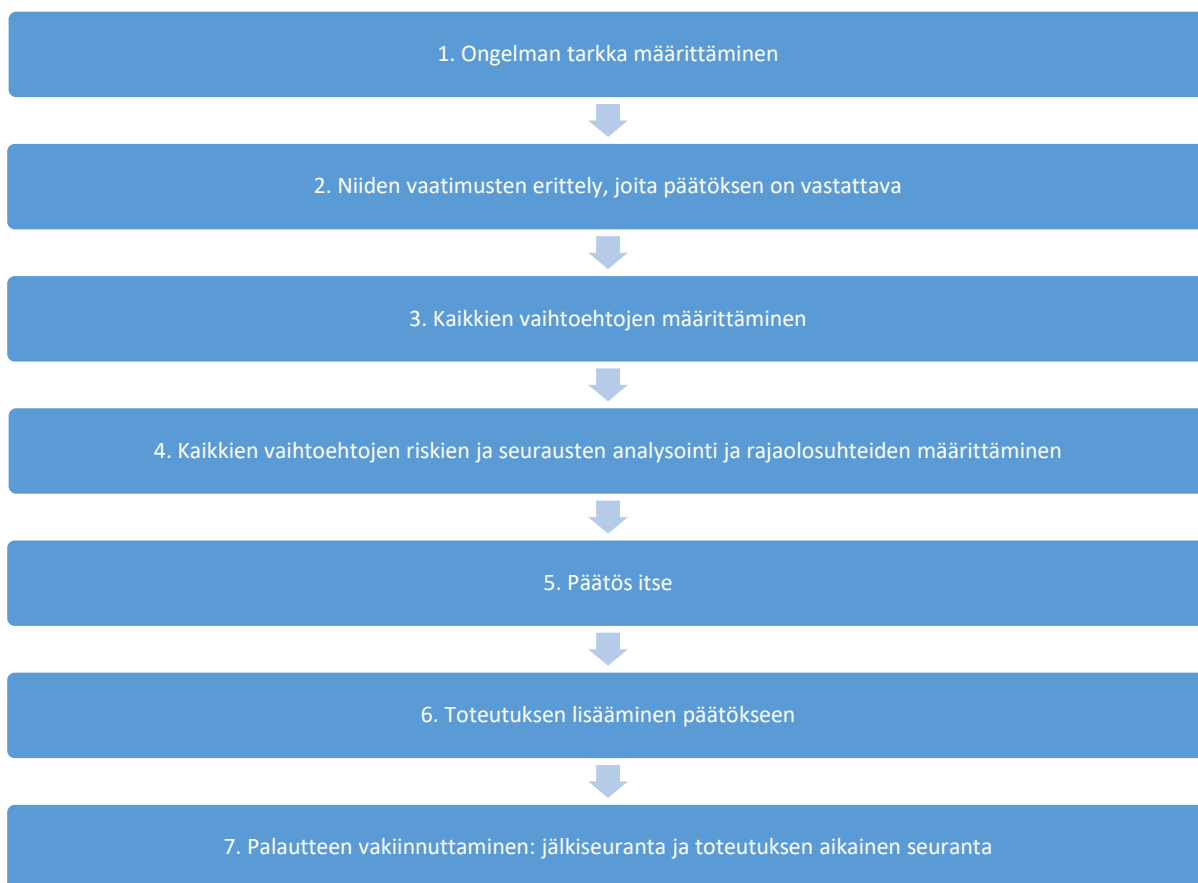 1. Ongelman tarkka määrittäminen
2. Niiden vaatimusten erittely, joita päätöksen on vastattava
3. Kaikkien vaihtoehtojen määrittäminen
4. Kaikkien vaihtoehtojen riskien ja seurausten analysointi ja rajaolosuhteiden määrittäminen
5. Päätös itse
6. Toteutuksen lisääminen päätökseen
7. Palautteen vakiinnuttaminen: jälkiseuranta ja toteutuksen aikainen seuranta